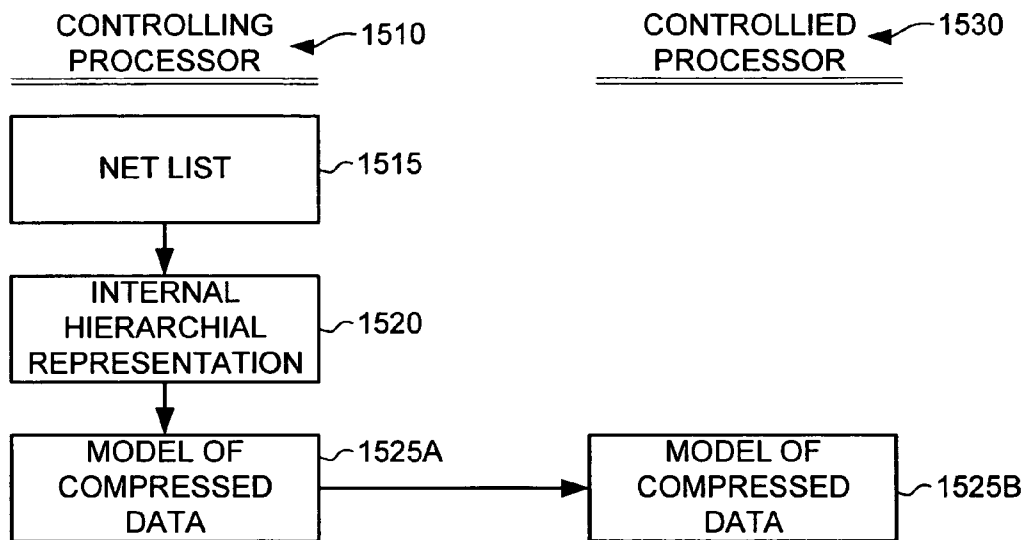 CONTROLLING
PROCESSOR
1510
CONTROLLIED
PROCESSOR
1530
NET LIST
1515
INTERNAL
HIERARCHIAL
REPRESENTATION
1520
MODEL OF
COMPRESSED
DATA
1525A
MODEL OF
COMPRESSED
DATA
1525B